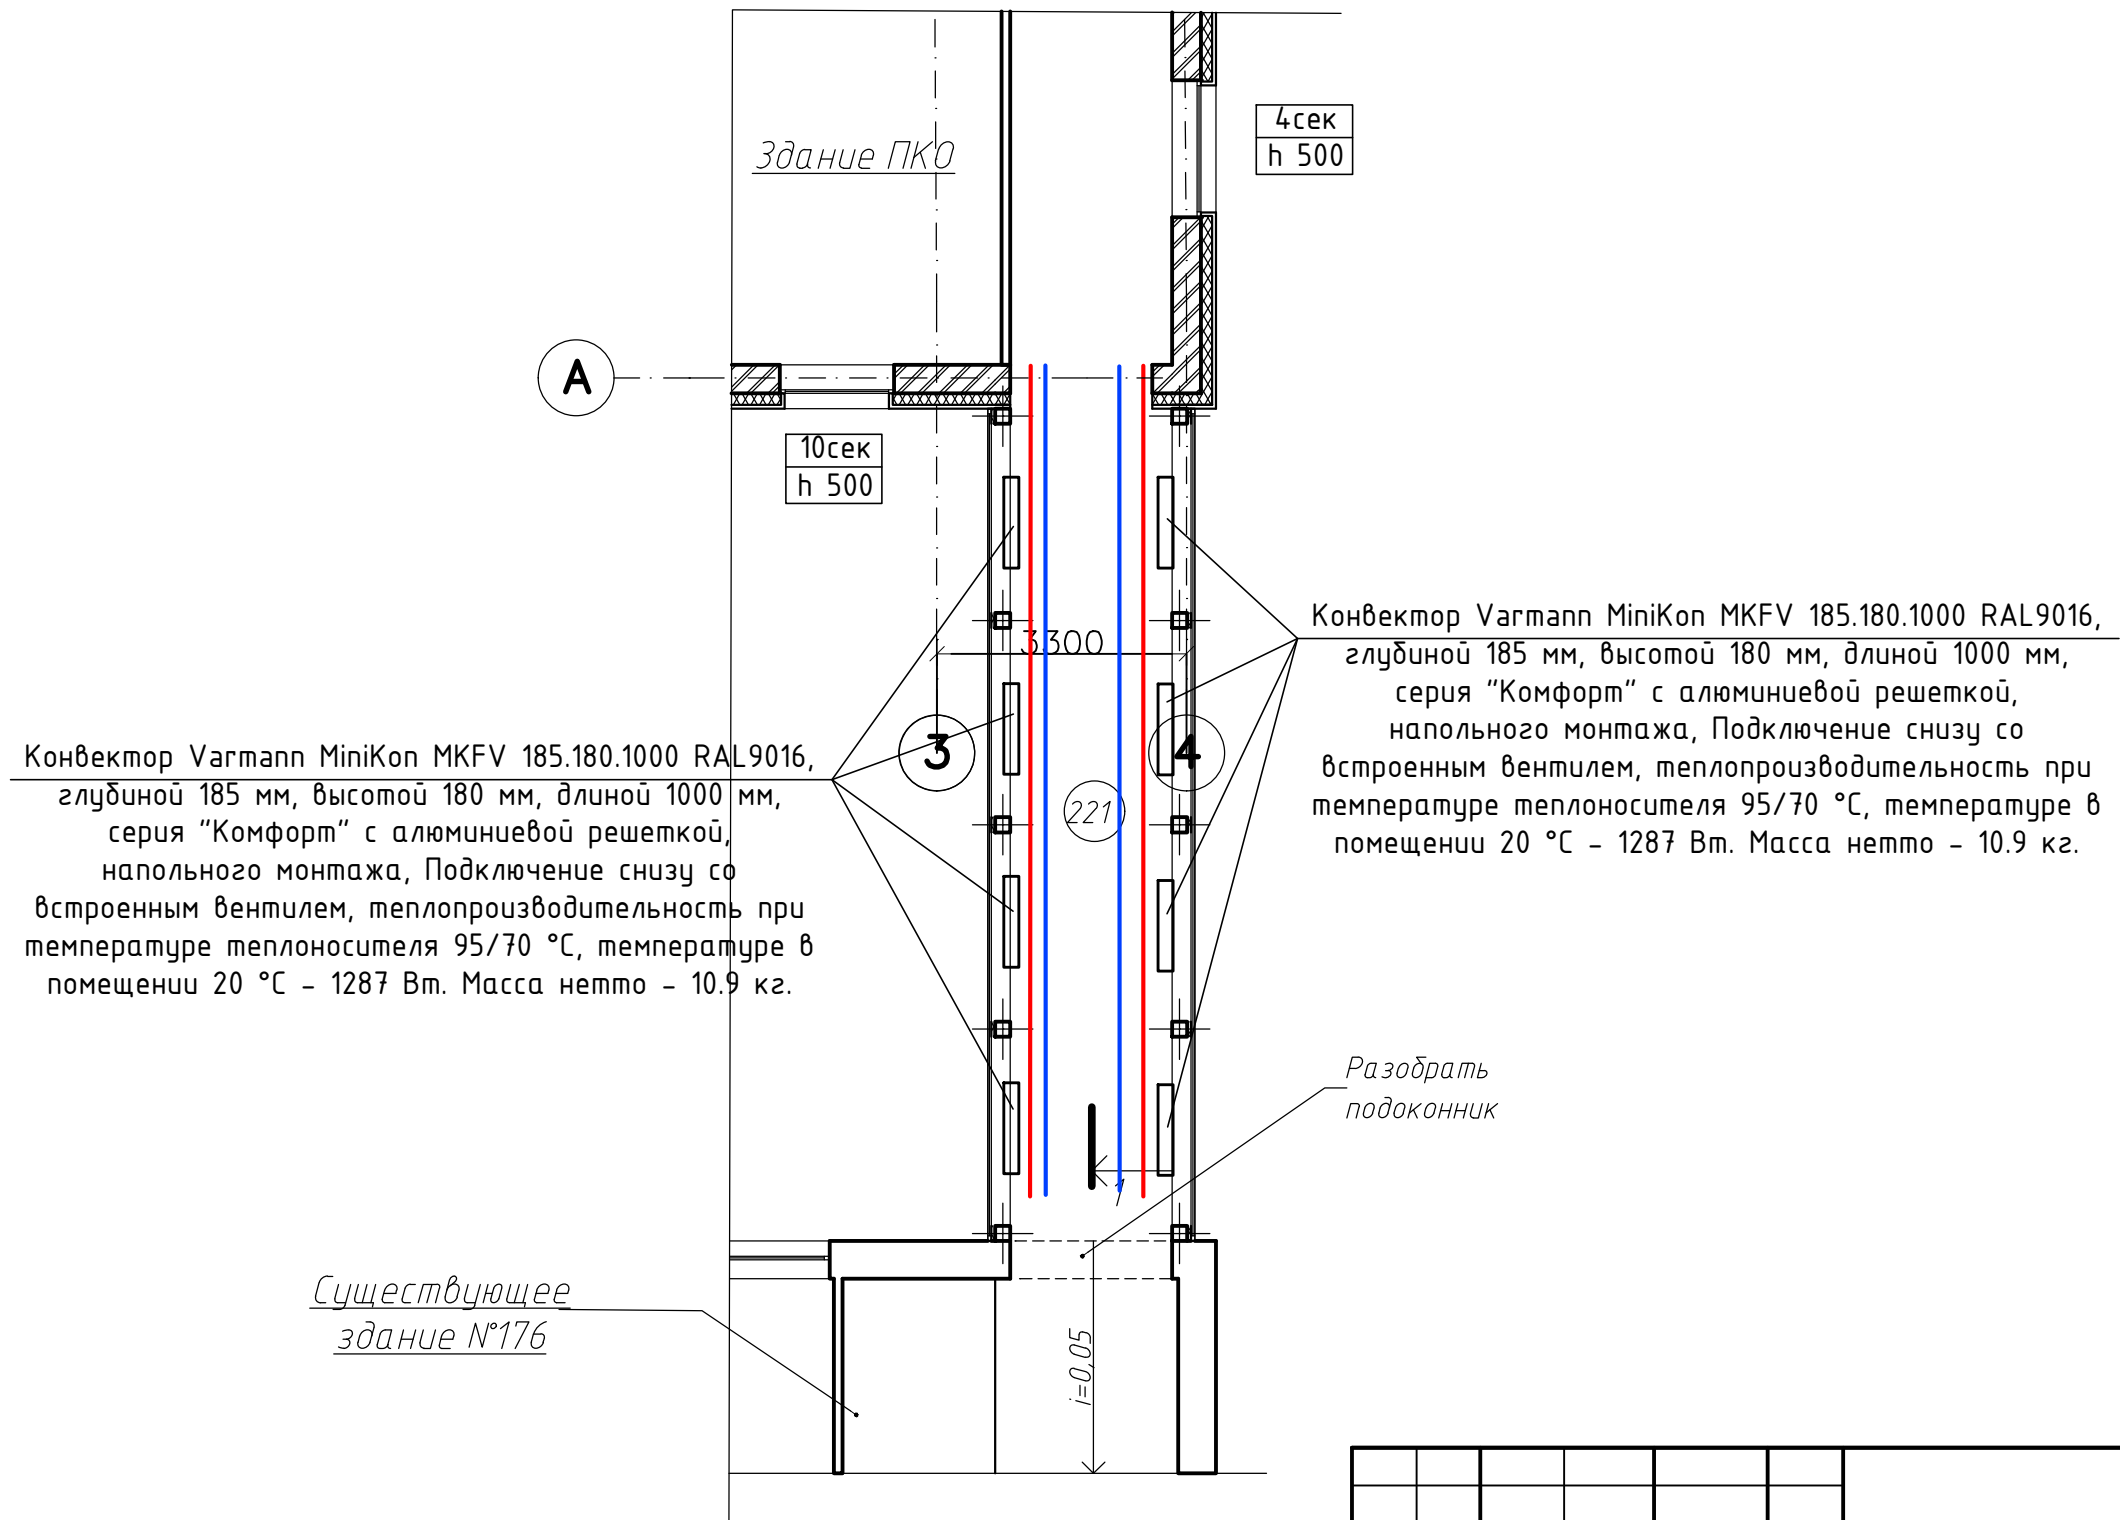 Здание ПКО
4сек
h 500
А
10сек
h 500
3300
Конвектор Varmann MiniKon MKFV 185.180.1000 RAL9016,
глубиной 185 мм, высотой 180 мм, длиной 1000 мм,
серия "Комфорт" с алюминиевой решеткой,
напольного монтажа, Подключение снизу со
встроенным вентилем, теплопроизводительность при
температуре теплоносителя 95/70 °С, температуре в
помещении 20 °С - 1287 Вт. Масса нетто - 10.9 кг.
3
4
221
Конвектор Varmann MiniKon MKFV 185.180.1000 RAL9016,
глубиной 185 мм, высотой 180 мм, длиной 1000 мм,
серия "Комфорт" с алюминиевой решеткой,
напольного монтажа, Подключение снизу со
встроенным вентилем, теплопроизводительность при
температуре теплоносителя 95/70 °С, температуре в
помещении 20 °С - 1287 Вт. Масса нетто - 10.9 кг.
Разобрать
подоконник
1
Существующее
здание №176
i=0,05